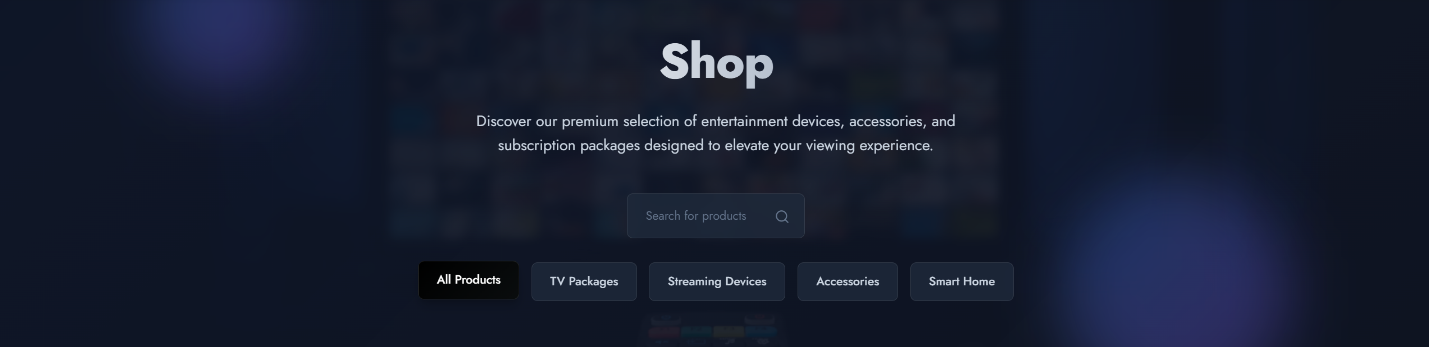 Shop
Discover our premium selection of entertainment devices, accessories, and
subscription packages designed to elevate your viewing experience.
Search for products
All Products
TV Packages
Streaming Devices
Accessories
Smart Home